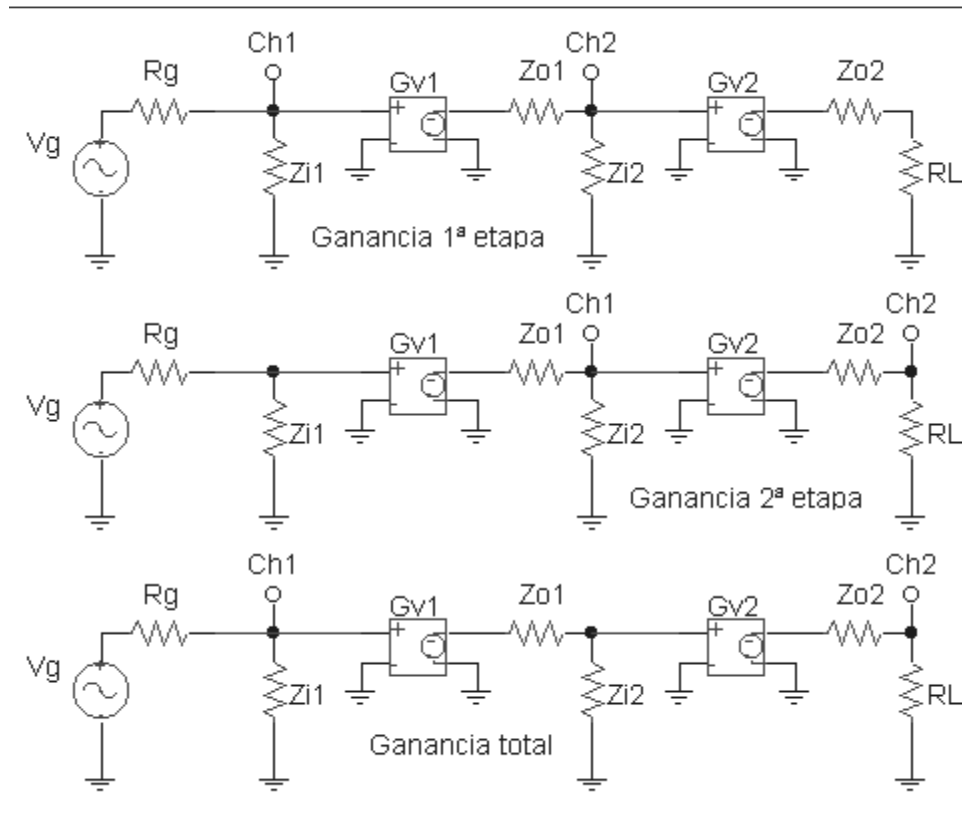 Ch1 Ch2
Rg Gv1 Zo1 Gv2 Zo2
Vg Zi1 Zi2 RL
Ganancia 1ª etapa
Ch1 Ch2
Rg Gv1 Zo1 Gv2 Zo2
Vg Zi1 Zi2 RL
Ganancia 2ª etapa
Ch1 Ch2
Rg Gv1 Zo1 Gv2 Zo2
Vg Zi1 Zi2 RL
Ganancia total